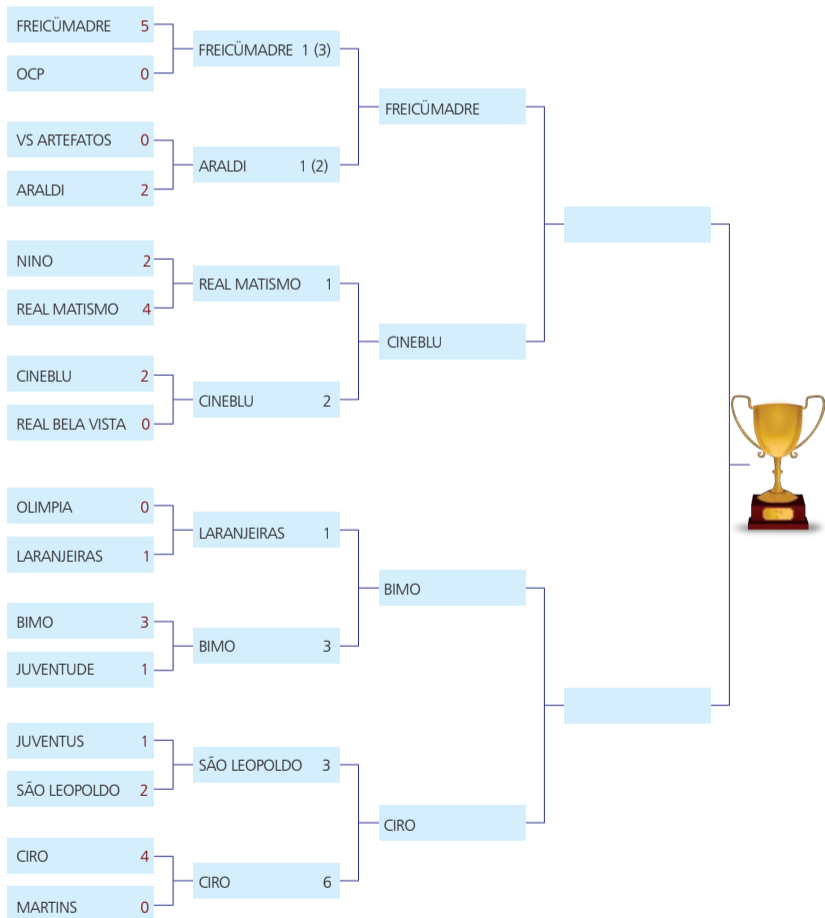 FREICÜMADRE 5
OCP 0
VS ARTEFATOS 0
ARALDI 2
NINO 2
REAL MATISMO 4
CINEBLU 2
REAL BELA VISTA 0
OLIMPIA 0
LARANJEIRAS 1
BIMO 3
JUVENTUDE 1
JUVENTUS 1
SÃO LEOPOLDO 2
CIRO 4
MARTINS 0
FREICÜMADRE 1 (3)
ARALDI 1 (2)
REAL MATISMO 1
CINEBLU 2
LARANJEIRAS 1
BIMO 3
SÃO LEOPOLDO 3
CIRO 6
FREICÜMADRE
CINEBLU
BIMO
CIRO